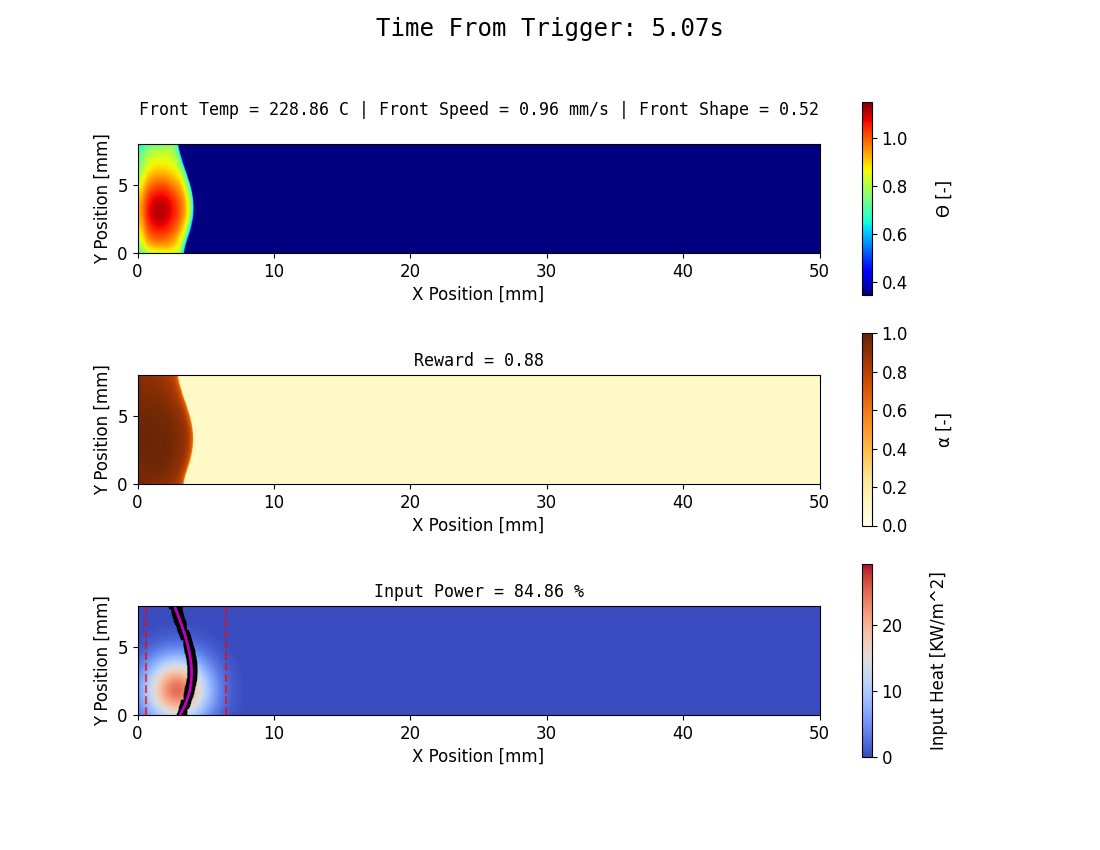 Time From Trigger: 5.07s
Front Temp = 228.86 C | Front Speed = 0.96 mm/s | Front Shape = 0.52
Y Position [mm]
5
0
0 10 20 30 40 50
X Position [mm]
1.0
0.8
0.6
0.4
Θ [-]
Reward = 0.88
Y Position [mm]
5
0
0 10 20 30 40 50
X Position [mm]
1.0
0.8
0.6
0.4
0.2
0.0
α [-]
Input Power = 84.86 %
Y Position [mm]
5
0
0 10 20 30 40 50
X Position [mm]
20
10
0
Input Heat [KW/m^2]